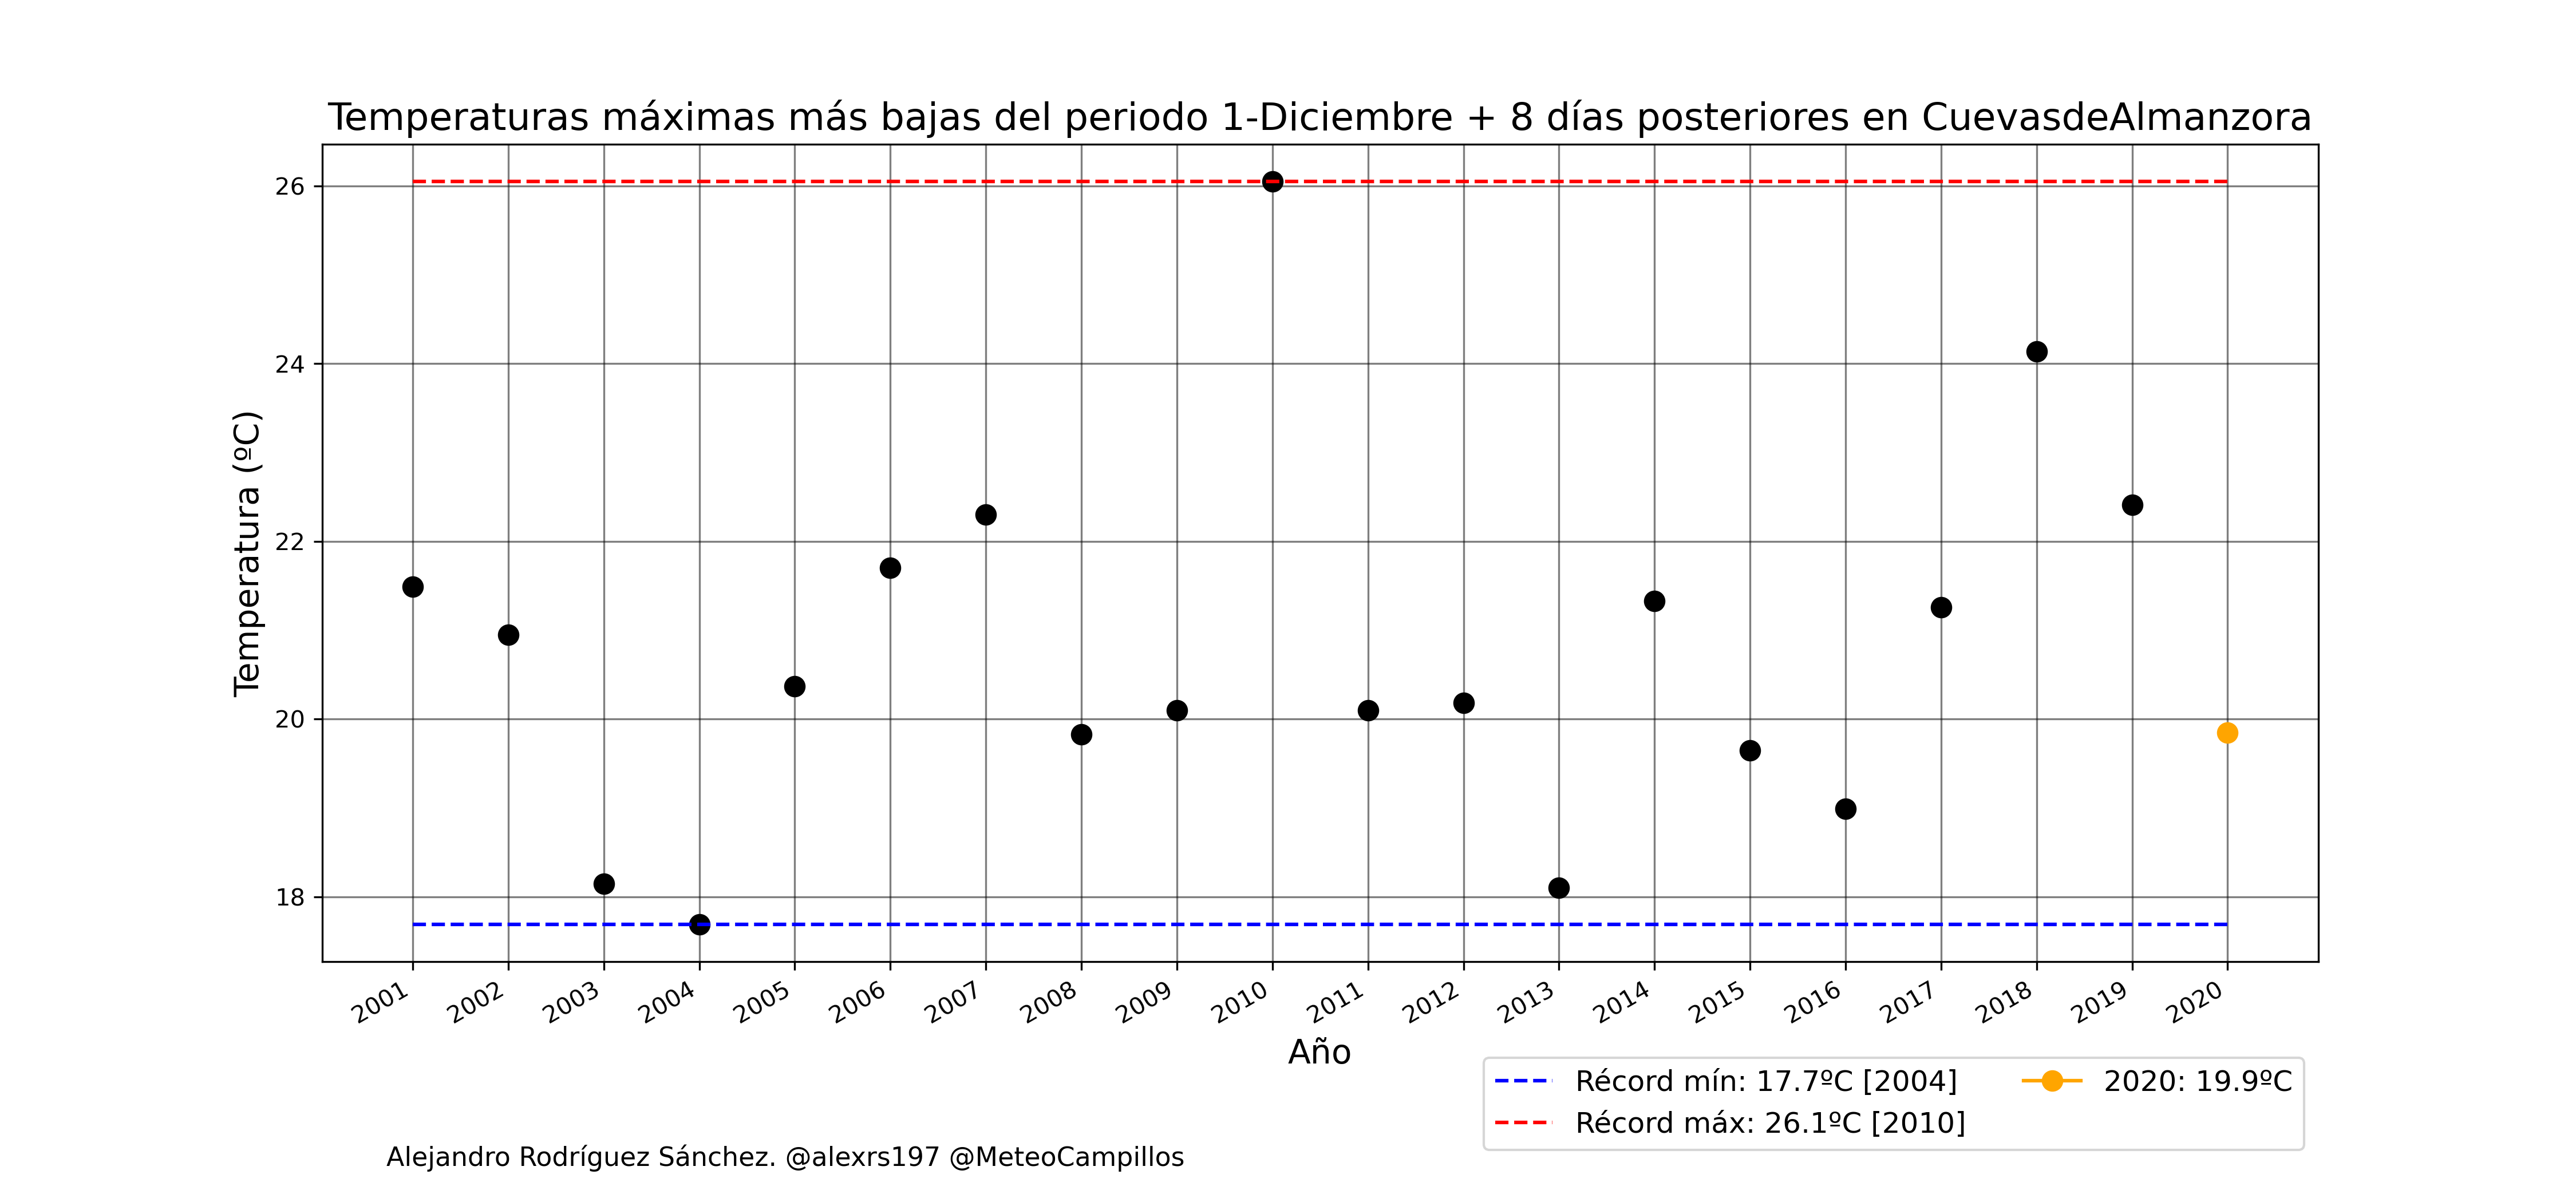 Temperaturas máximas más bajas del periodo 1-Diciembre + 8 días posteriores en CuevasdeAlmanzora
Temperatura (ºC)
26
24
22
20
18
2001 2002 2003 2004 2005 2006 2007 2008 2009 2010 2011 2012 2013 2014 2015 2016 2017 2018 2019 2020
Año
Récord mín: 17.7ºC [2004]
Récord máx: 26.1ºC [2010]
2020: 19.9ºC
Alejandro Rodríguez Sánchez. @alexrs197 @MeteoCampillos